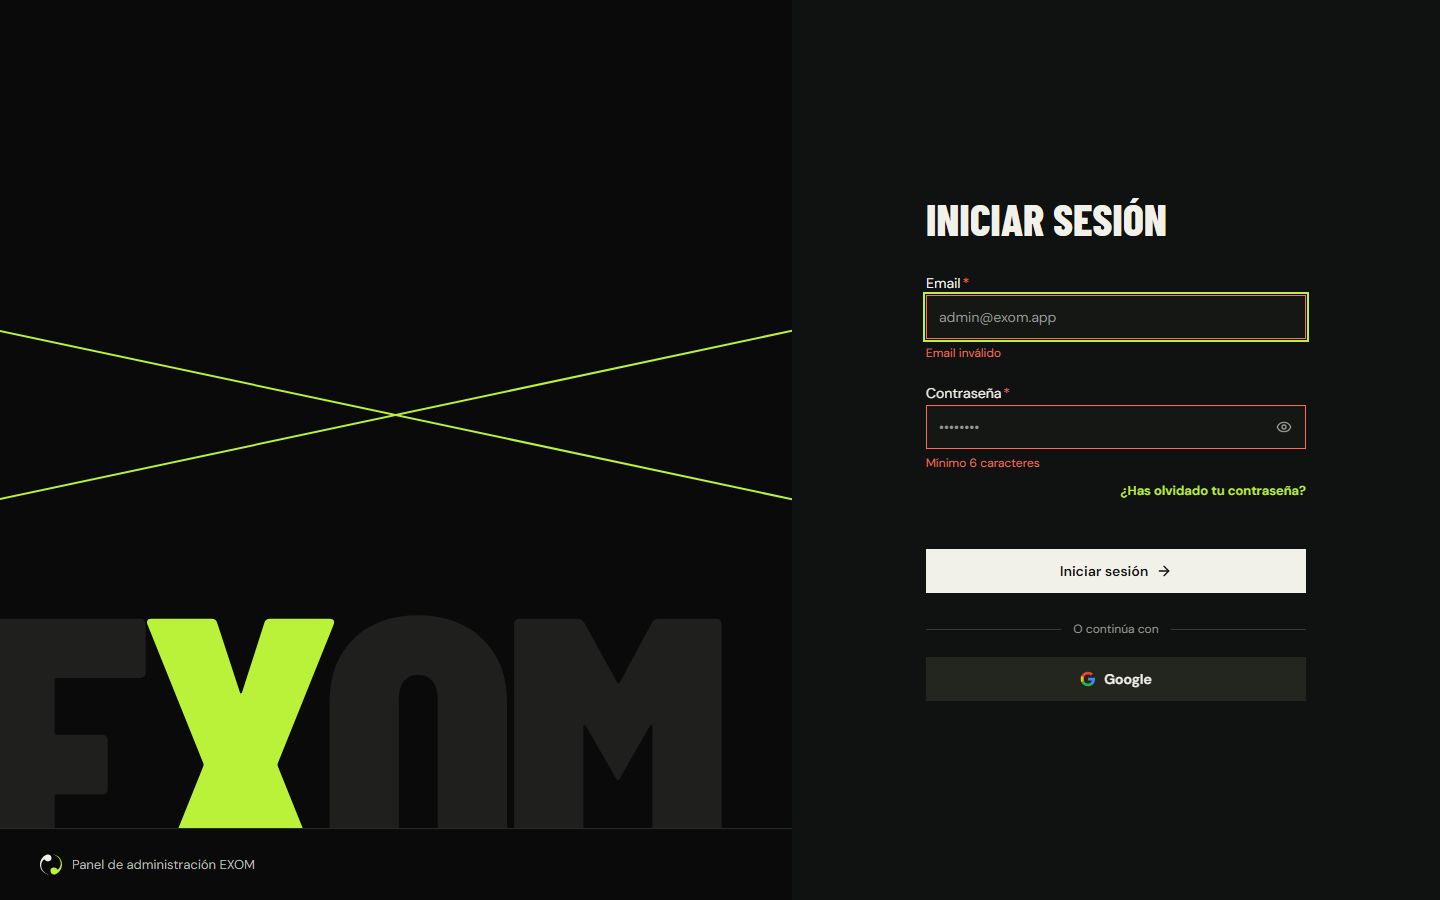 INICIAR SESIÓN
Email *
admin@exom.app
Email inválido
Contraseña *
••••••••
Mínimo 6 caracteres
¿Has olvidado tu contraseña?
Iniciar sesión →
O continúa con
Google
EXOM
Panel de administración EXOM